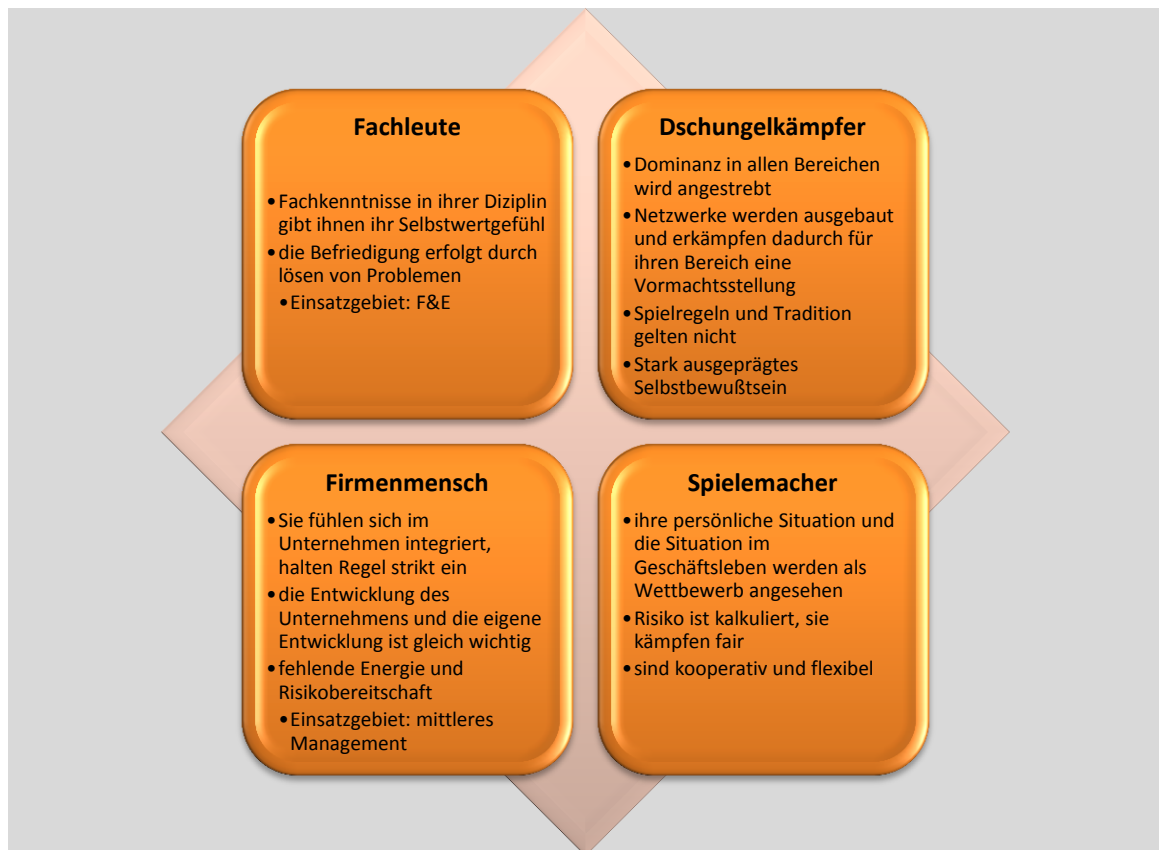 Fachleute
•Fachkenntnisse in ihrer Diziplin
gibt ihnen ihr Selbstwertgefühl
•die Befriedigung erfolgt durch
lösen von Problemen
•Einsatzgebiet: F&E
Dschungelkämpfer
•Dominanz in allen Bereichen
wird angestrebt
•Netzwerke werden ausgebaut
und erkämpfen dadurch für
ihren Bereich eine
Vormachtsstellung
•Spielregeln und Tradition
gelten nicht
•Stark ausgeprägtes
Selbstbewußtsein
Firmenmensch
•Sie fühlen sich im
Unternehmen integriert,
halten Regel strikt ein
•die Entwicklung des
Unternehmens und die eigene
Entwicklung ist gleich wichtig
•fehlende Energie und
Risikobereitschaft
•Einsatzgebiet: mittleres
Management
Spielemacher
•ihre persönliche Situation und
die Situation im
Geschäftsleben werden als
Wettbewerb angesehen
•Risiko ist kalkuliert, sie
kämpfen fair
•sind kooperativ und flexibel